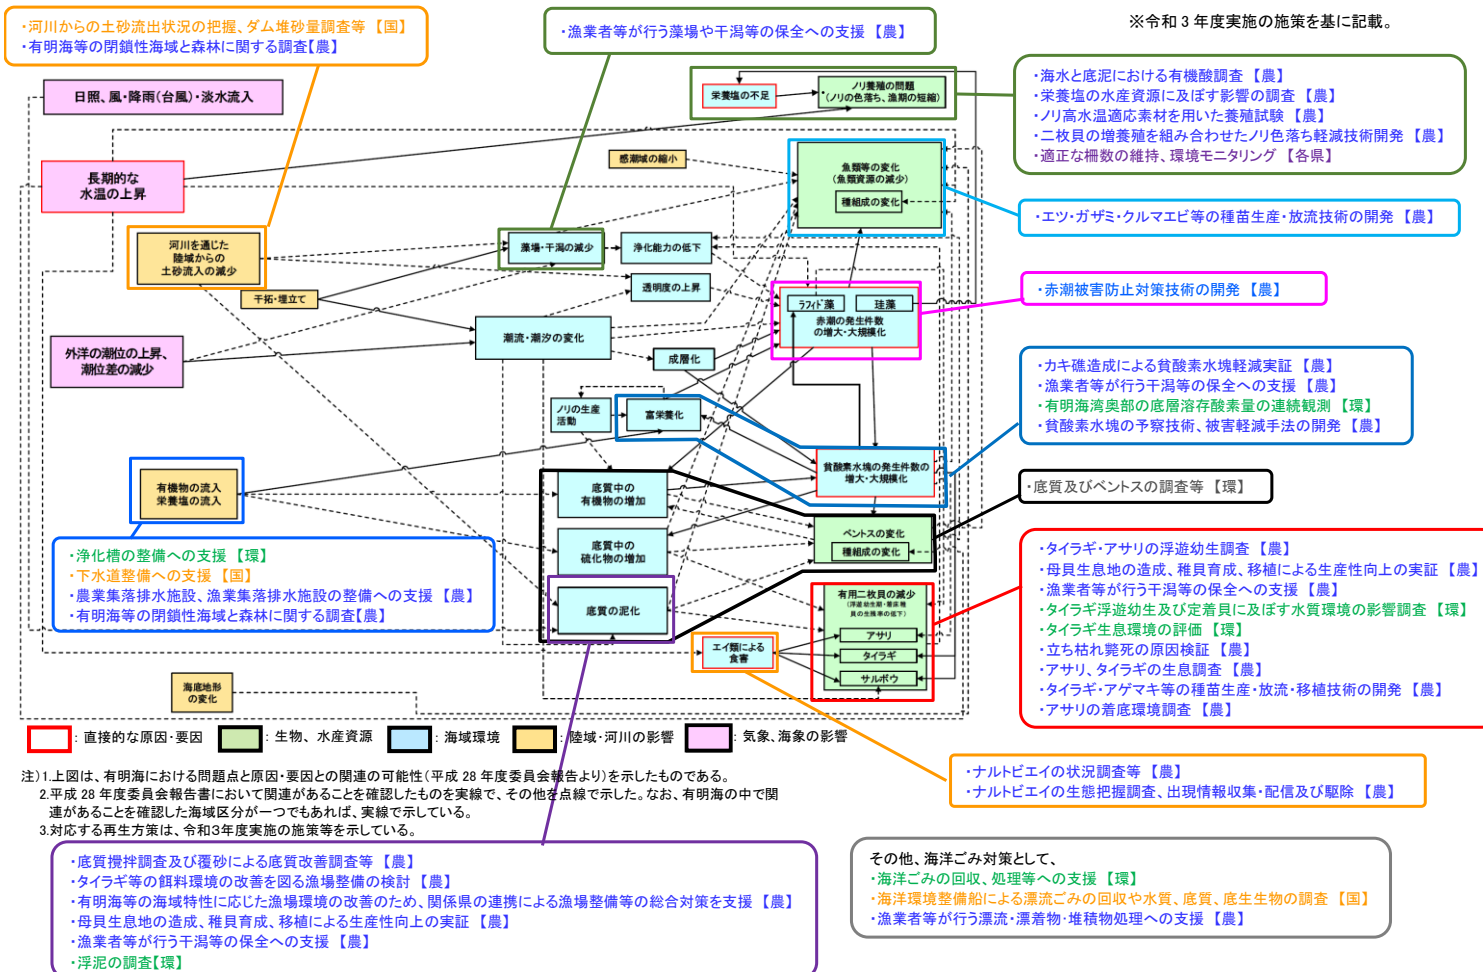 ※令和３年度実施の施策を基に記載。
・河川からの土砂流出状況の把握、ダム堆砂量調査等【国】
・有明海等の閉鎖性海域と森林に関する調査【農】
・漁業者等が行う藻場や干潟等の保全への支援【農】
日照、風・降雨(台風)・淡水流入
長期的な
水温の上昇
河川を通じた
陸域からの
土砂流入の減少
干拓・埋立て
外洋の潮位の上昇、
潮位差の減少
有機物の流入
栄養塩の流入
海底地形
の変化
感潮域の縮小
藻場・干潟の減少
浄化能力の低下
透明度の上昇
潮流・潮汐の変化
成層化
ノリの生産
活動
富栄養化
底質中の
有機物の増加
底質中の
硫化物の増加
底質の泥化
栄養塩の不足
ノリ養殖の問題
(ノリの色落ち、漁期の短縮)
魚類等の変化
(魚類資源の減少)
種組成の変化
ラフィド藻
珪藻
赤潮の発生件数
の増大・大規模化
貧酸素水塊の発生件数の
増大・大規模化
ベントスの変化
種組成の変化
有用二枚貝の減少
(浮遊幼生期・着底稚
貝の生残率の低下)
アサリ
タイラギ
サルボウ
エイ類による
食害
・海水と底泥における有機酸調査【農】
・栄養塩の水産資源に及ぼす影響の調査【農】
・ノリ高水温適応素材を用いた養殖試験【農】
・二枚貝の増養殖を組み合わせたノリ色落ち軽減技術開発【農】
・適正な柵数の維持、環境モニタリング【各県】
・エツ・ガザミ・クルマエビ等の種苗生産・放流技術の開発【農】
・赤潮被害防止対策技術の開発【農】
・カキ礁造成による貧酸素水塊軽減実証【農】
・漁業者等が行う干潟等の保全への支援【農】
・有明海湾奥部の底層溶存酸素量の連続観測【環】
・貧酸素水塊の予察技術、被害軽減手法の開発【農】
・底質及びベントスの調査等【環】
・タイラギ・アサリの浮遊幼生調査【農】
・母貝生息地の造成、稚貝育成、移植による生産性向上の実証【農】
・漁業者等が行う干潟等の保全への支援【農】
・タイラギ浮遊幼生及び定着貝に及ぼす水質環境の影響調査【環】
・タイラギ生息環境の評価【環】
・立ち枯れ斃死の原因検証【農】
・アサリ、タイラギの生息調査【農】
・タイラギ・アゲマキ等の種苗生産・放流・移植技術の開発【農】
・アサリの着底環境調査【農】
・浄化槽の整備への支援【環】
・下水道整備への支援【国】
・農業集落排水施設、漁業集落排水施設の整備への支援【農】
・有明海等の閉鎖性海域と森林に関する調査【農】
：直接的な原因・要因
：生物、水産資源
：海域環境
：陸域・河川の影響
：気象、海象の影響
注）1.上図は、有明海における問題点と原因・要因との関連の可能性（平成 28 年度委員会報告より）を示したものである。
2.平成 28 年度委員会報告書において関連があることを確認したものを実線で、その他を点線で示した。なお、有明海の中で関
連があることを確認した海域区分が一つでもあれば、実線で示している。
3.対応する再生方策は、令和3年度実施の施策等を示している。
・ナルトビエイの状況調査等【農】
・ナルトビエイの生態把握調査、出現情報収集・配信及び駆除【農】
・底質攪拌調査及び覆砂による底質改善調査等【農】
・タイラギ等の餌料環境の改善を図る漁場整備の検討【農】
・有明海等の海域特性に応じた漁場環境の改善のため、関係県の連携による漁場整備等の総合対策を支援【農】
・母貝生息地の造成、稚貝育成、移植による生産性向上の実証【農】
・漁業者等が行う干潟等の保全への支援【農】
・浮泥の調査【環】
その他、海洋ごみ対策として、
・海洋ごみの回収、処理等への支援【環】
・海洋環境整備船による漂流ごみの回収や水質、底質、底生生物の調査【国】
・漁業者等が行う漂流・漂着物・堆積物処理への支援【農】